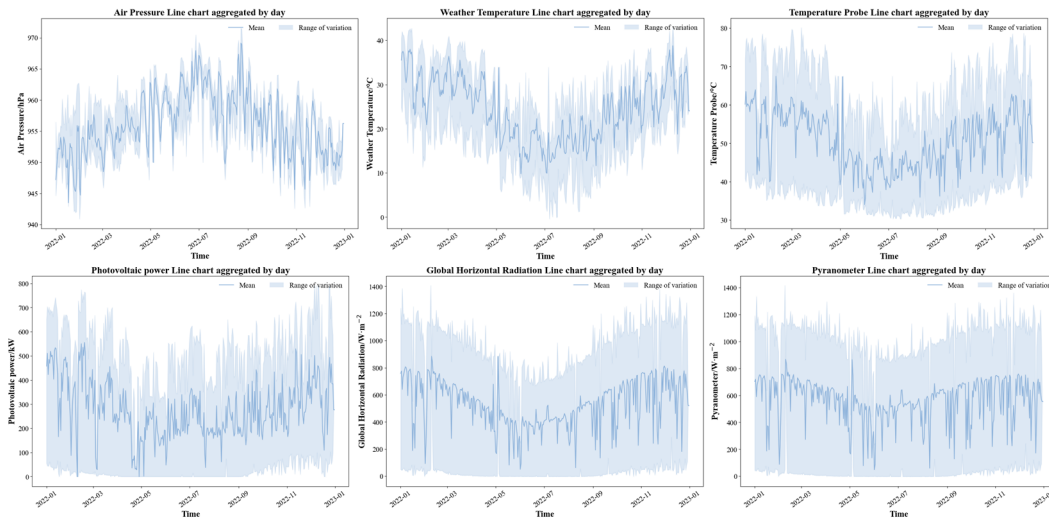 Air Pressure Line chart aggregated by day
Mean
Range of variation
970
965
960
955
950
945
940
Air Pressure/hPa
2022-01
2022-03
2022-05
2022-07
2022-09
2022-11
2023-01
Time
Weather Temperature Line chart aggregated by day
Mean
Range of variation
40
30
20
10
0
Weather Temperature/°C
2022-01
2022-03
2022-05
2022-07
2022-09
2022-11
2023-01
Time
Temperature Probe Line chart aggregated by day
Mean
Range of variation
80
70
60
50
40
30
Temperature Probe/°C
2022-01
2022-03
2022-05
2022-07
2022-09
2022-11
2023-01
Time
Photovoltaic power Line chart aggregated by day
Mean
Range of variation
800
700
600
500
400
300
200
100
0
Photovoltaic power/kW
2022-01
2022-03
2022-05
2022-07
2022-09
2022-11
2023-01
Time
Global Horizontal Radiation Line chart aggregated by day
Mean
Range of variation
1400
1200
1000
800
600
400
200
0
Global Horizontal Radiation/W·m⁻²
2022-01
2022-03
2022-05
2022-07
2022-09
2022-11
2023-01
Time
Pyranometer Line chart aggregated by day
Mean
Range of variation
1400
1200
1000
800
600
400
200
0
Pyranometer/W·m⁻²
2022-01
2022-03
2022-05
2022-07
2022-09
2022-11
2023-01
Time